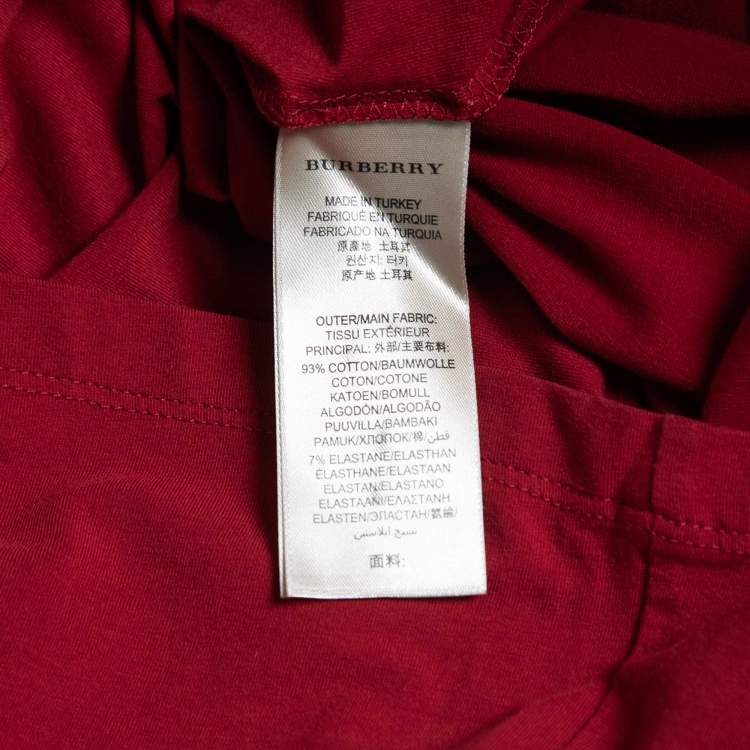 BURBERRY
MADE IN TURKEY
FABRIQUÉ EN TURQUIE
FABRICADO NA TURQUIA
原產地 土耳其
원산지: 터키
原产地 土耳其
OUTER/MAIN FABRIC:
TISSU EXTÉRIEUR
PRINCIPAL: 外部/主要布料:
93% COTTON/BAUMWOLLE
COTON/COTONE
KATOEN/BOMULL
ALGODÓN/ALGODÃO
PUUVILLA/BAMBAKI
PAMUK/ХЛОПОК/棉/قطن
7% ELASTANE/ELASTHAN
ÉLASTHANE/ELASTAAN
ELASTAN/ELASTANO
ELASTAANI/ΕΛΑΣΤΑΝΗ
ELASTEN/ЭЛАСТАН/氨綸/
نسيج ايلاستين
面料: